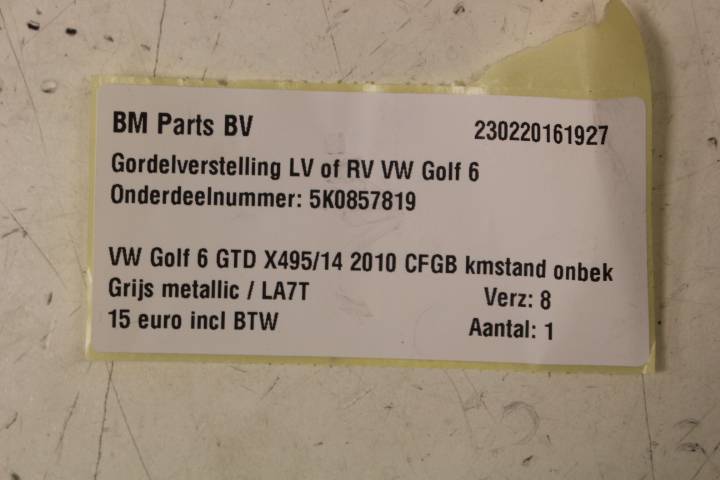 BM Parts BV 230220161927
Gordelverstelling LV of RV VW Golf 6
Onderdeelnummer: 5K0857819
VW Golf 6 GTD X495/14 2010 CFGB kmstand onbek
Grijs metallic / LA7T Verz: 8
15 euro incl BTW Aantal: 1